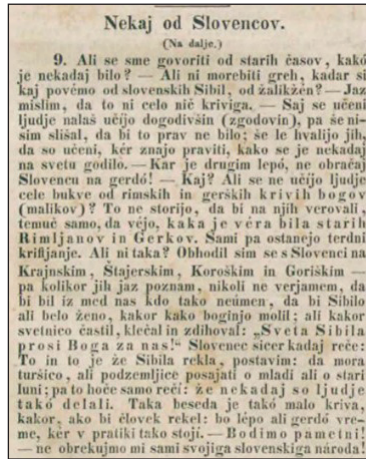 Nekaj od Slovencov.
(Na dalje.)
9. Ali se sme govoriti od starih časov, kakó
je nekadaj bilo? — Ali ni morebiti greh, kadar si
kaj povémo od slovenskih Sibil, od žalikžèn? — Jaz
mislim, da to ni celo nič kriviga. — Saj se učeni
ljudje nalaš učijo dogodivšin (zgodovin), pa še ni-
sim slišal, da bi to prav ne bilo; še le hvalijo jih,
da so učeni, kér znajo praviti, kako se je nekadaj
na svetu godilo. — Kar je drugim lepó, ne obračaj
Slovencu na gerdó! — Kaj? Ali se ne učijo ljudje
cele bukve od rimskih in gerških krivih bogov
(malikov)? To ne storijo, da bi na njih verovali,
temuč samo, da véjo, kaka je véra bila starih
Rimljanov in Gerkov. Sami pa ostanejo terdni
krišljanje. Ali ni taka? Obhodil sim se s Slovenci na
Krajnskim, Štajerskim, Koroškim in Goriškim —
pa kolikor jih jaz poznam, nikoli ne verjamem, da
bi bil iz med nas kdo tako neúmen, da bi Sibilo
ali belo ženo, kakor kako boginjo molil; ali kakor
svetnico častil, klečal in zdihoval: „Sveta Sibila
prosi Boga za nas!“ Slovenec sicer kadaj reče:
To in to je že Sibila rekla, postavim: da mora
turšico, ali podzemljice posajati o mladi ali o stari
luni; pa to hoče samo reči: že nekadaj so ljudje
takó delali. Taka beseda je takó malo kriva,
kakor, ako bi človek rekel: bo lépo ali gerdó vre-
me, kér v pratiki tako stoji. — Bodimo pametni!
— ne obrekujmo mi sami svojiga slovenskiga národa!